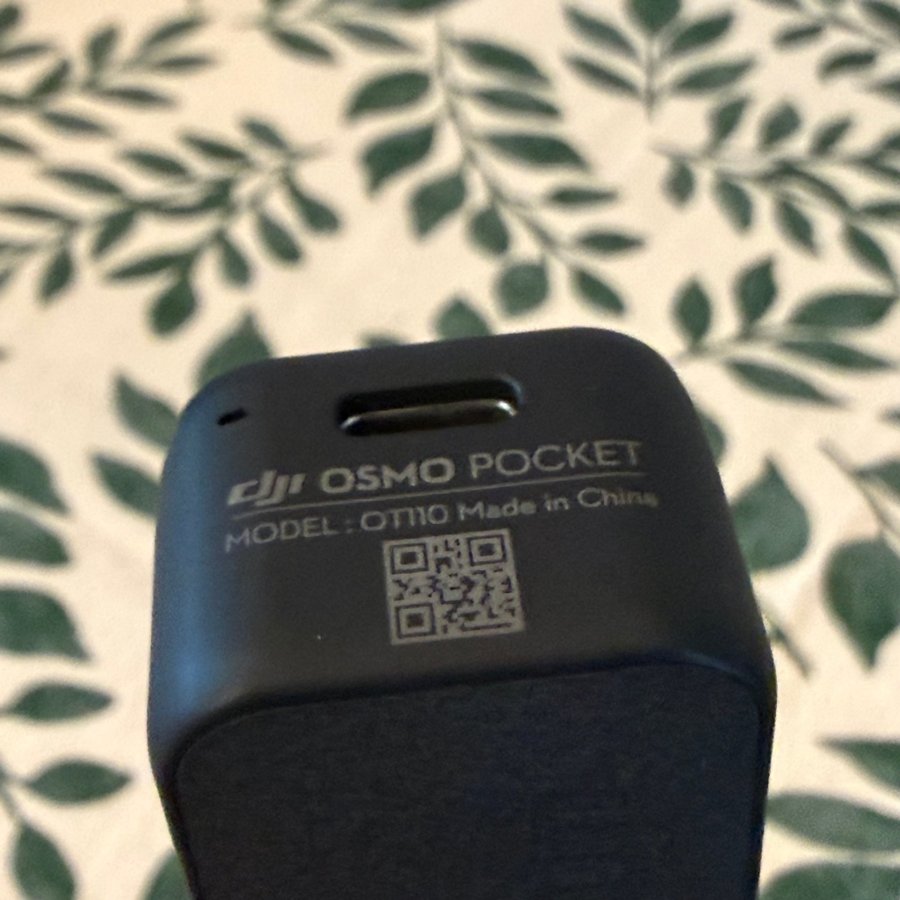 dji OSMO POCKET
MODEL : OT110 Made in China